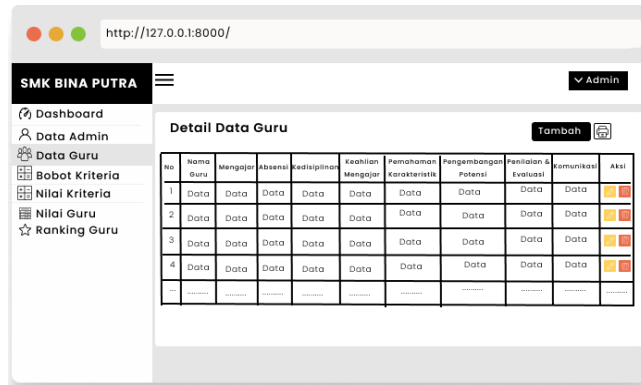 http://127.0.0.1:8000/
SMK BINA PUTRA
Admin
Dashboard
Data Admin
Data Guru
Bobot Kriteria
Nilai Kriteria
Nilai Guru
Ranking Guru
Detail Data Guru
Tambah
No Nama Guru Mengajar Absensi Kedisiplinan Keahlian Mengajar Pemahaman Karakteristik Pengembangan Potensi Penilaian & Evaluasi Komunikasi Aksi
1 Data Data Data Data Data Data Data Data Data
2 Data Data Data Data Data Data Data Data Data
3 Data Data Data Data Data Data Data Data Data
4 Data Data Data Data Data Data Data Data Data
... .......... .......... .......... .......... .......... .......... .......... .......... .......... ..........